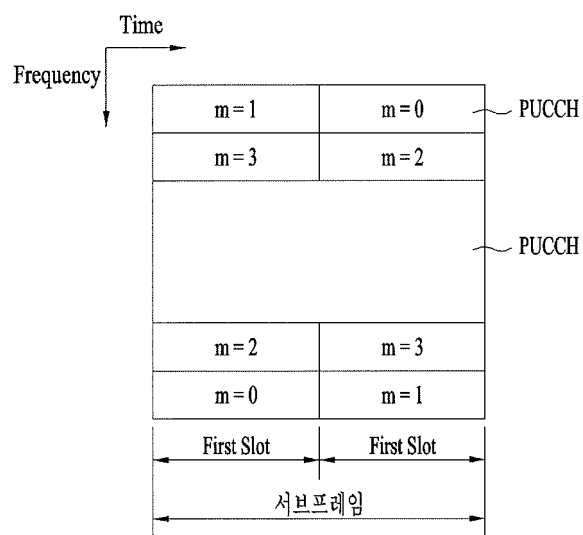 Time
Frequency
m = 1 m = 0 PUCCH
m = 3 m = 2
PUCCH
m = 2 m = 3
m = 0 m = 1
First Slot First Slot
서브프레임